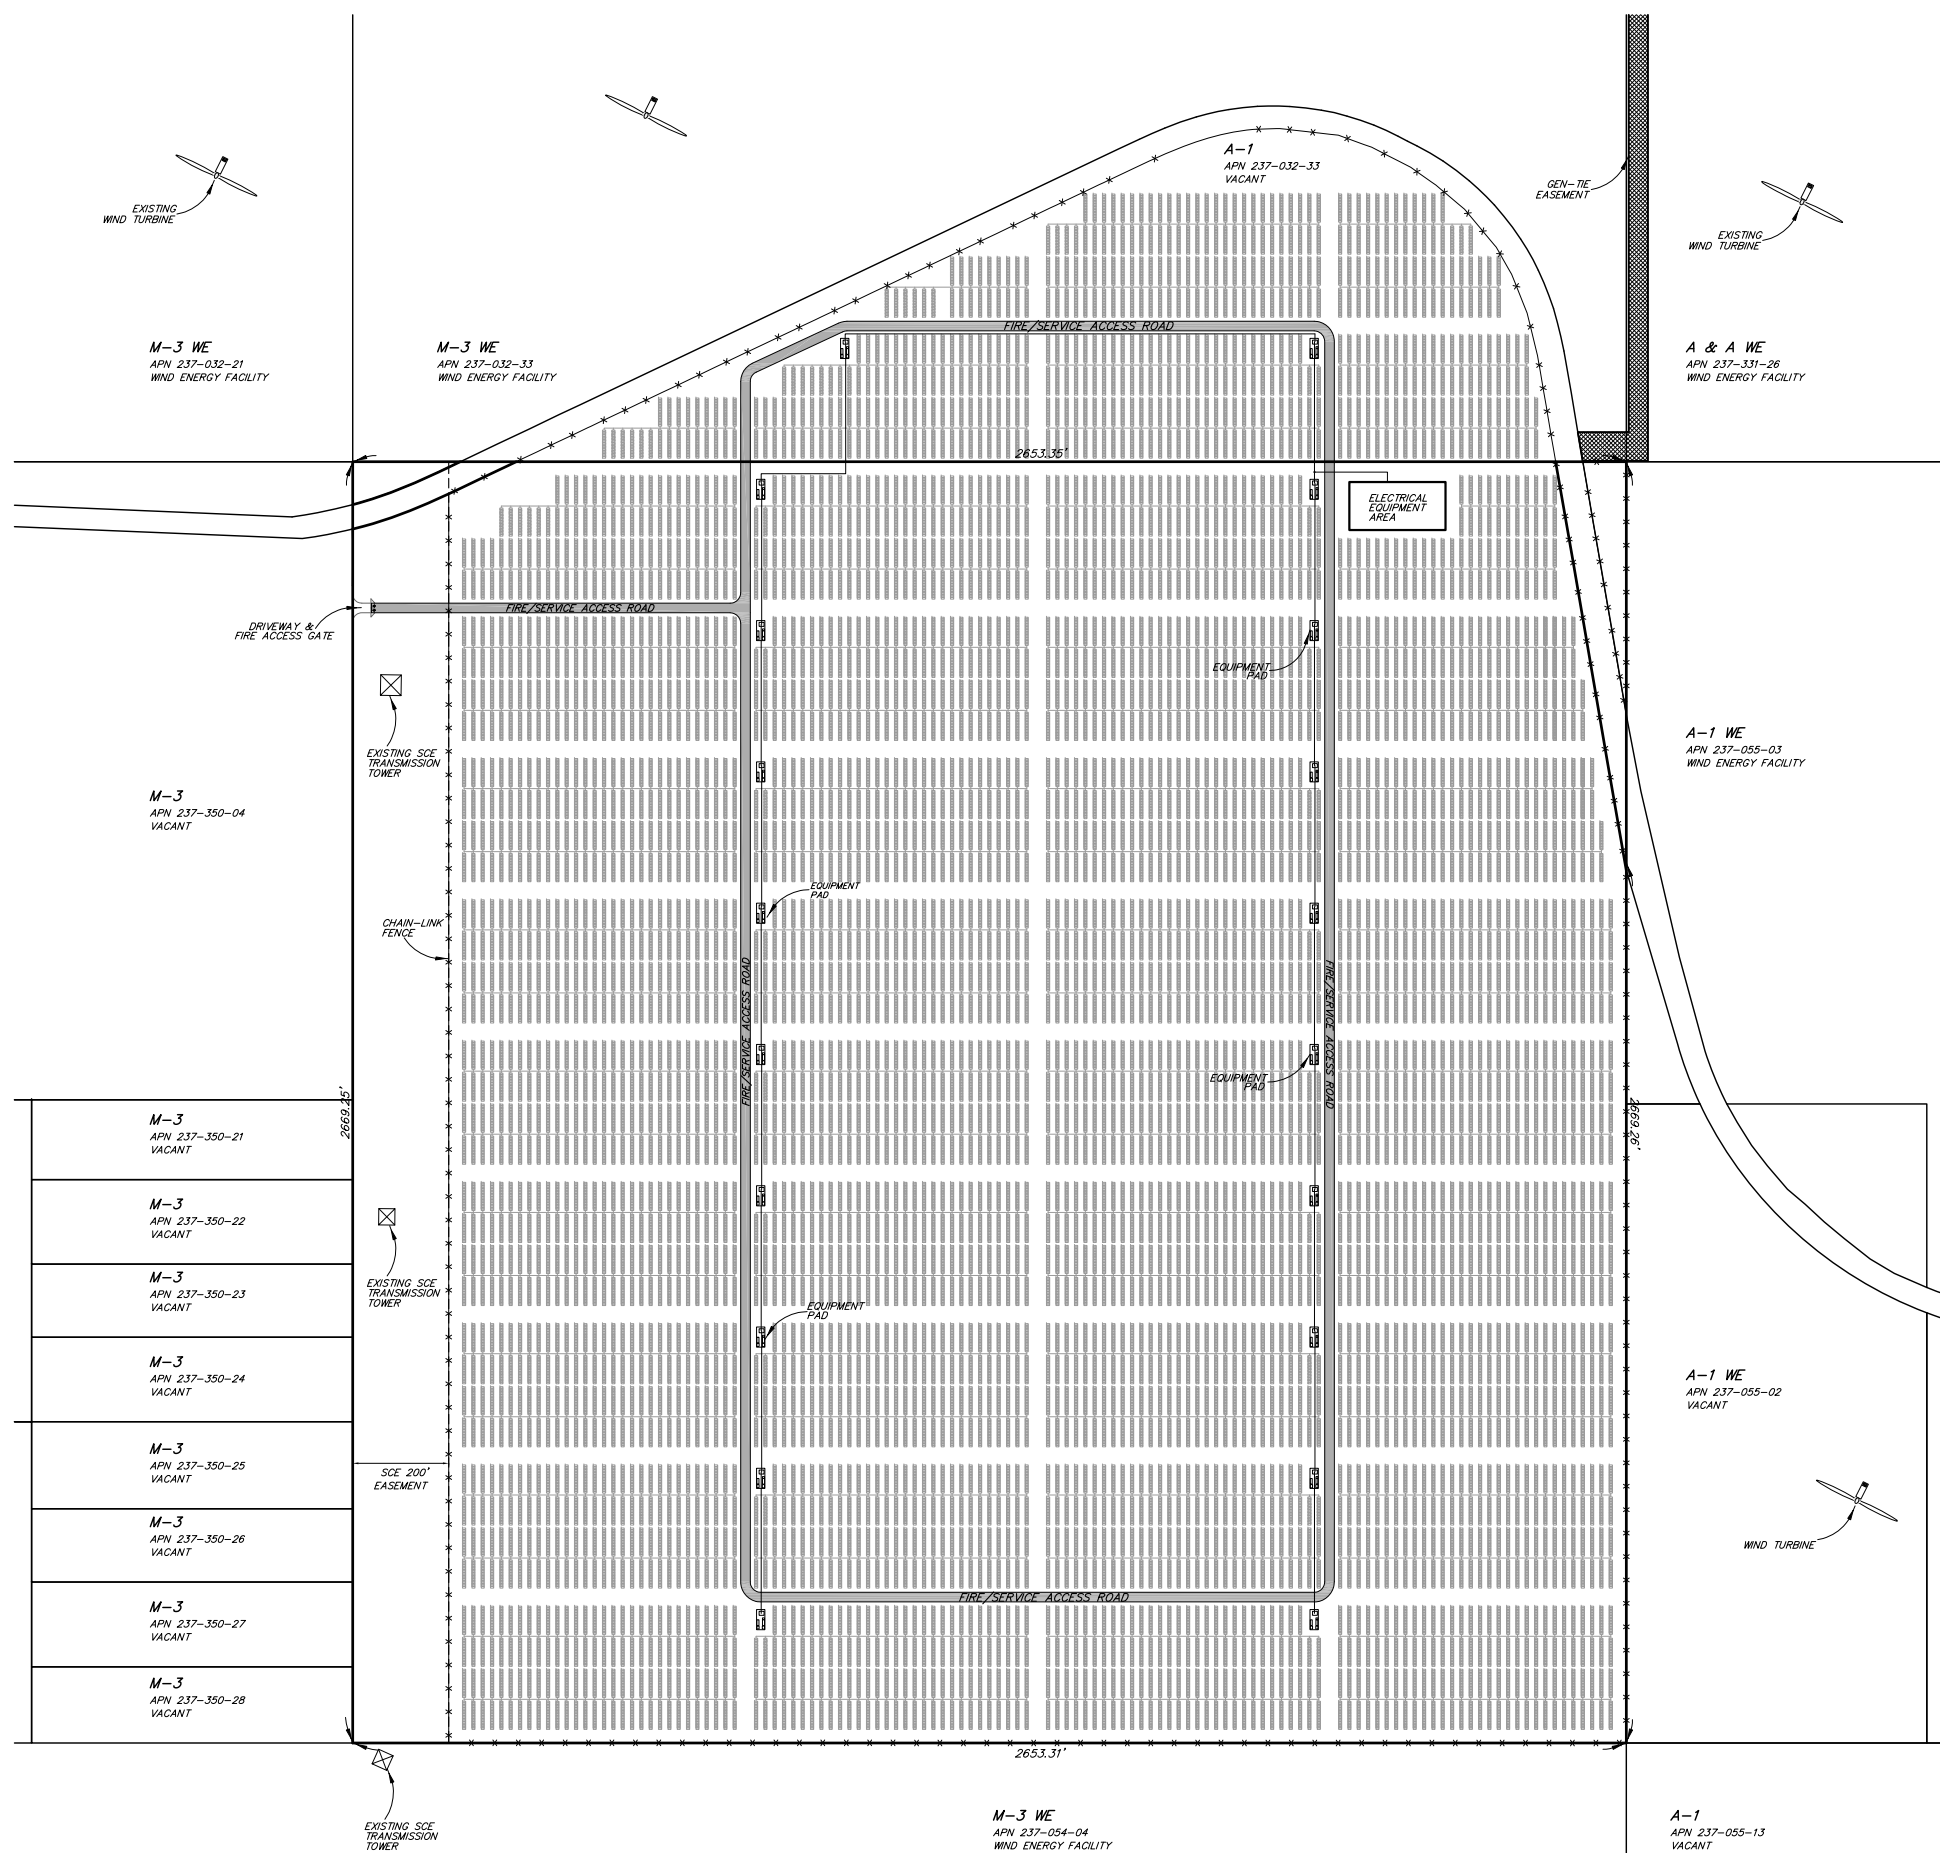 A-1
APN 237-032-33
VACANT
GEN-TIE
EASEMENT
EXISTING
WIND TURBINE
EXISTING
WIND TURBINE
M-3 WE
APN 237-032-21
WIND ENERGY FACILITY
M-3 WE
APN 237-032-33
WIND ENERGY FACILITY
FIRE/SERVICE ACCESS ROAD
A & A WE
APN 237-331-26
WIND ENERGY FACILITY
2653.35'
ELECTRICAL
EQUIPMENT
AREA
FIRE/SERVICE ACCESS ROAD
DRIVEWAY &
FIRE ACCESS GATE
EQUIPMENT
PAD
EXISTING SCE
TRANSMISSION
TOWER
A-1 WE
APN 237-055-03
WIND ENERGY FACILITY
M-3
APN 237-350-04
VACANT
EQUIPMENT
PAD
CHAIN-LINK
FENCE
FIRE/SERVICE ACCESS ROAD
FIRE/SERVICE ACCESS ROAD
EQUIPMENT
PAD
2669.25'
2669.26'
M-3
APN 237-350-21
VACANT
M-3
APN 237-350-22
VACANT
M-3
APN 237-350-23
VACANT
EXISTING SCE
TRANSMISSION
TOWER
EQUIPMENT
PAD
M-3
APN 237-350-24
VACANT
A-1 WE
APN 237-055-02
VACANT
M-3
APN 237-350-25
VACANT
SCE 200'
EASEMENT
M-3
APN 237-350-26
VACANT
WIND TURBINE
FIRE/SERVICE ACCESS ROAD
M-3
APN 237-350-27
VACANT
M-3
APN 237-350-28
VACANT
2653.31'
EXISTING SCE
TRANSMISSION
TOWER
M-3 WE
APN 237-054-04
WIND ENERGY FACILITY
A-1
APN 237-055-13
VACANT